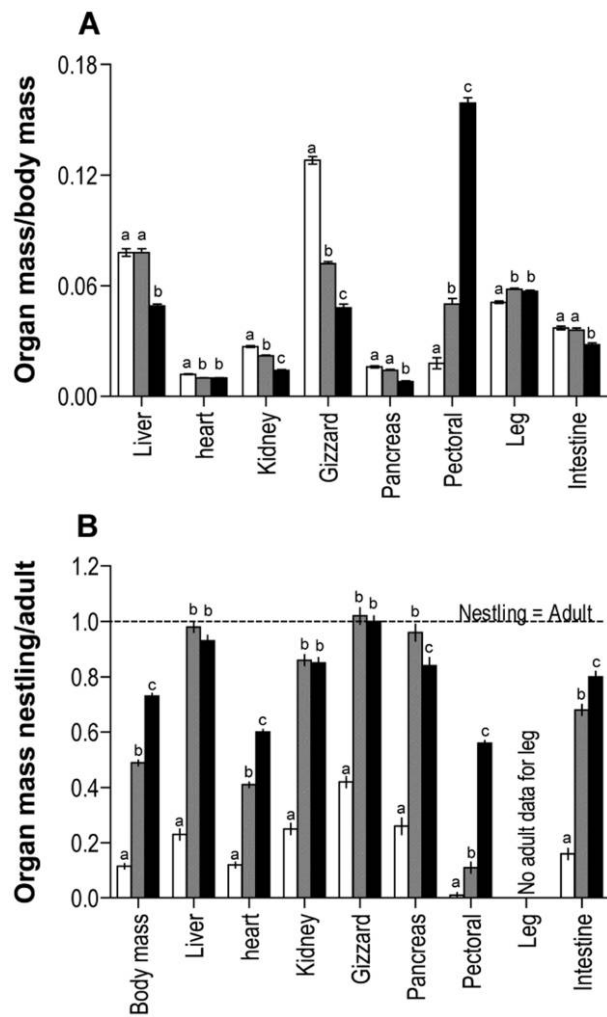 A
Organ mass/body mass
0.18
0.12
0.06
0.00
a a b
a b b
a b c
a b c
a a b
a b c
a b b
a a b
Liver
heart
Kidney
Gizzard
Pancreas
Pectoral
Leg
Intestine
B
Organ mass nestling/adult
1.2
1.0
0.8
0.6
0.4
0.2
0.0
Nestling = Adult
a b c
a b b
a b c
a b b
a b b
a b c
a b c
No adult data for leg
a b c
Body mass
Liver
heart
Kidney
Gizzard
Pancreas
Pectoral
Leg
Intestine